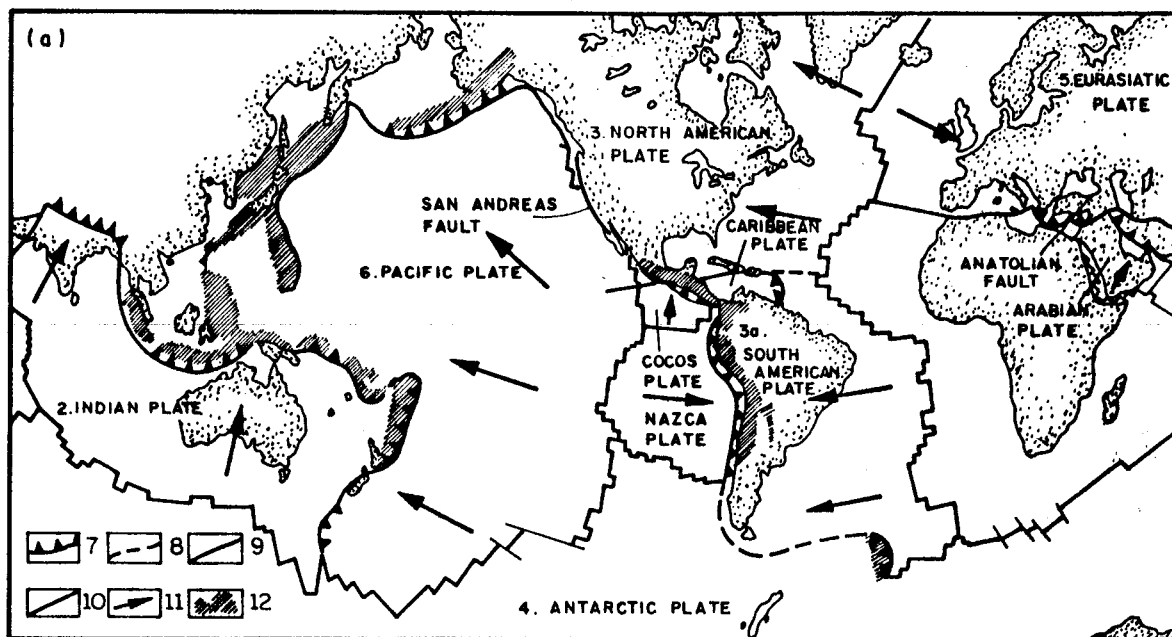 (a)
5. EURASIATIC
PLATE
3. NORTH AMERICAN
PLATE
SAN ANDREAS
FAULT
CARIBBEAN
PLATE
6. PACIFIC PLATE
ANATOLIAN
FAULT
ARABIAN
PLATE
3a.
SOUTH
AMERICAN
PLATE
COCOS
PLATE
NAZCA
PLATE
2. INDIAN PLATE
7
8
9
10
11
12
4. ANTARCTIC PLATE